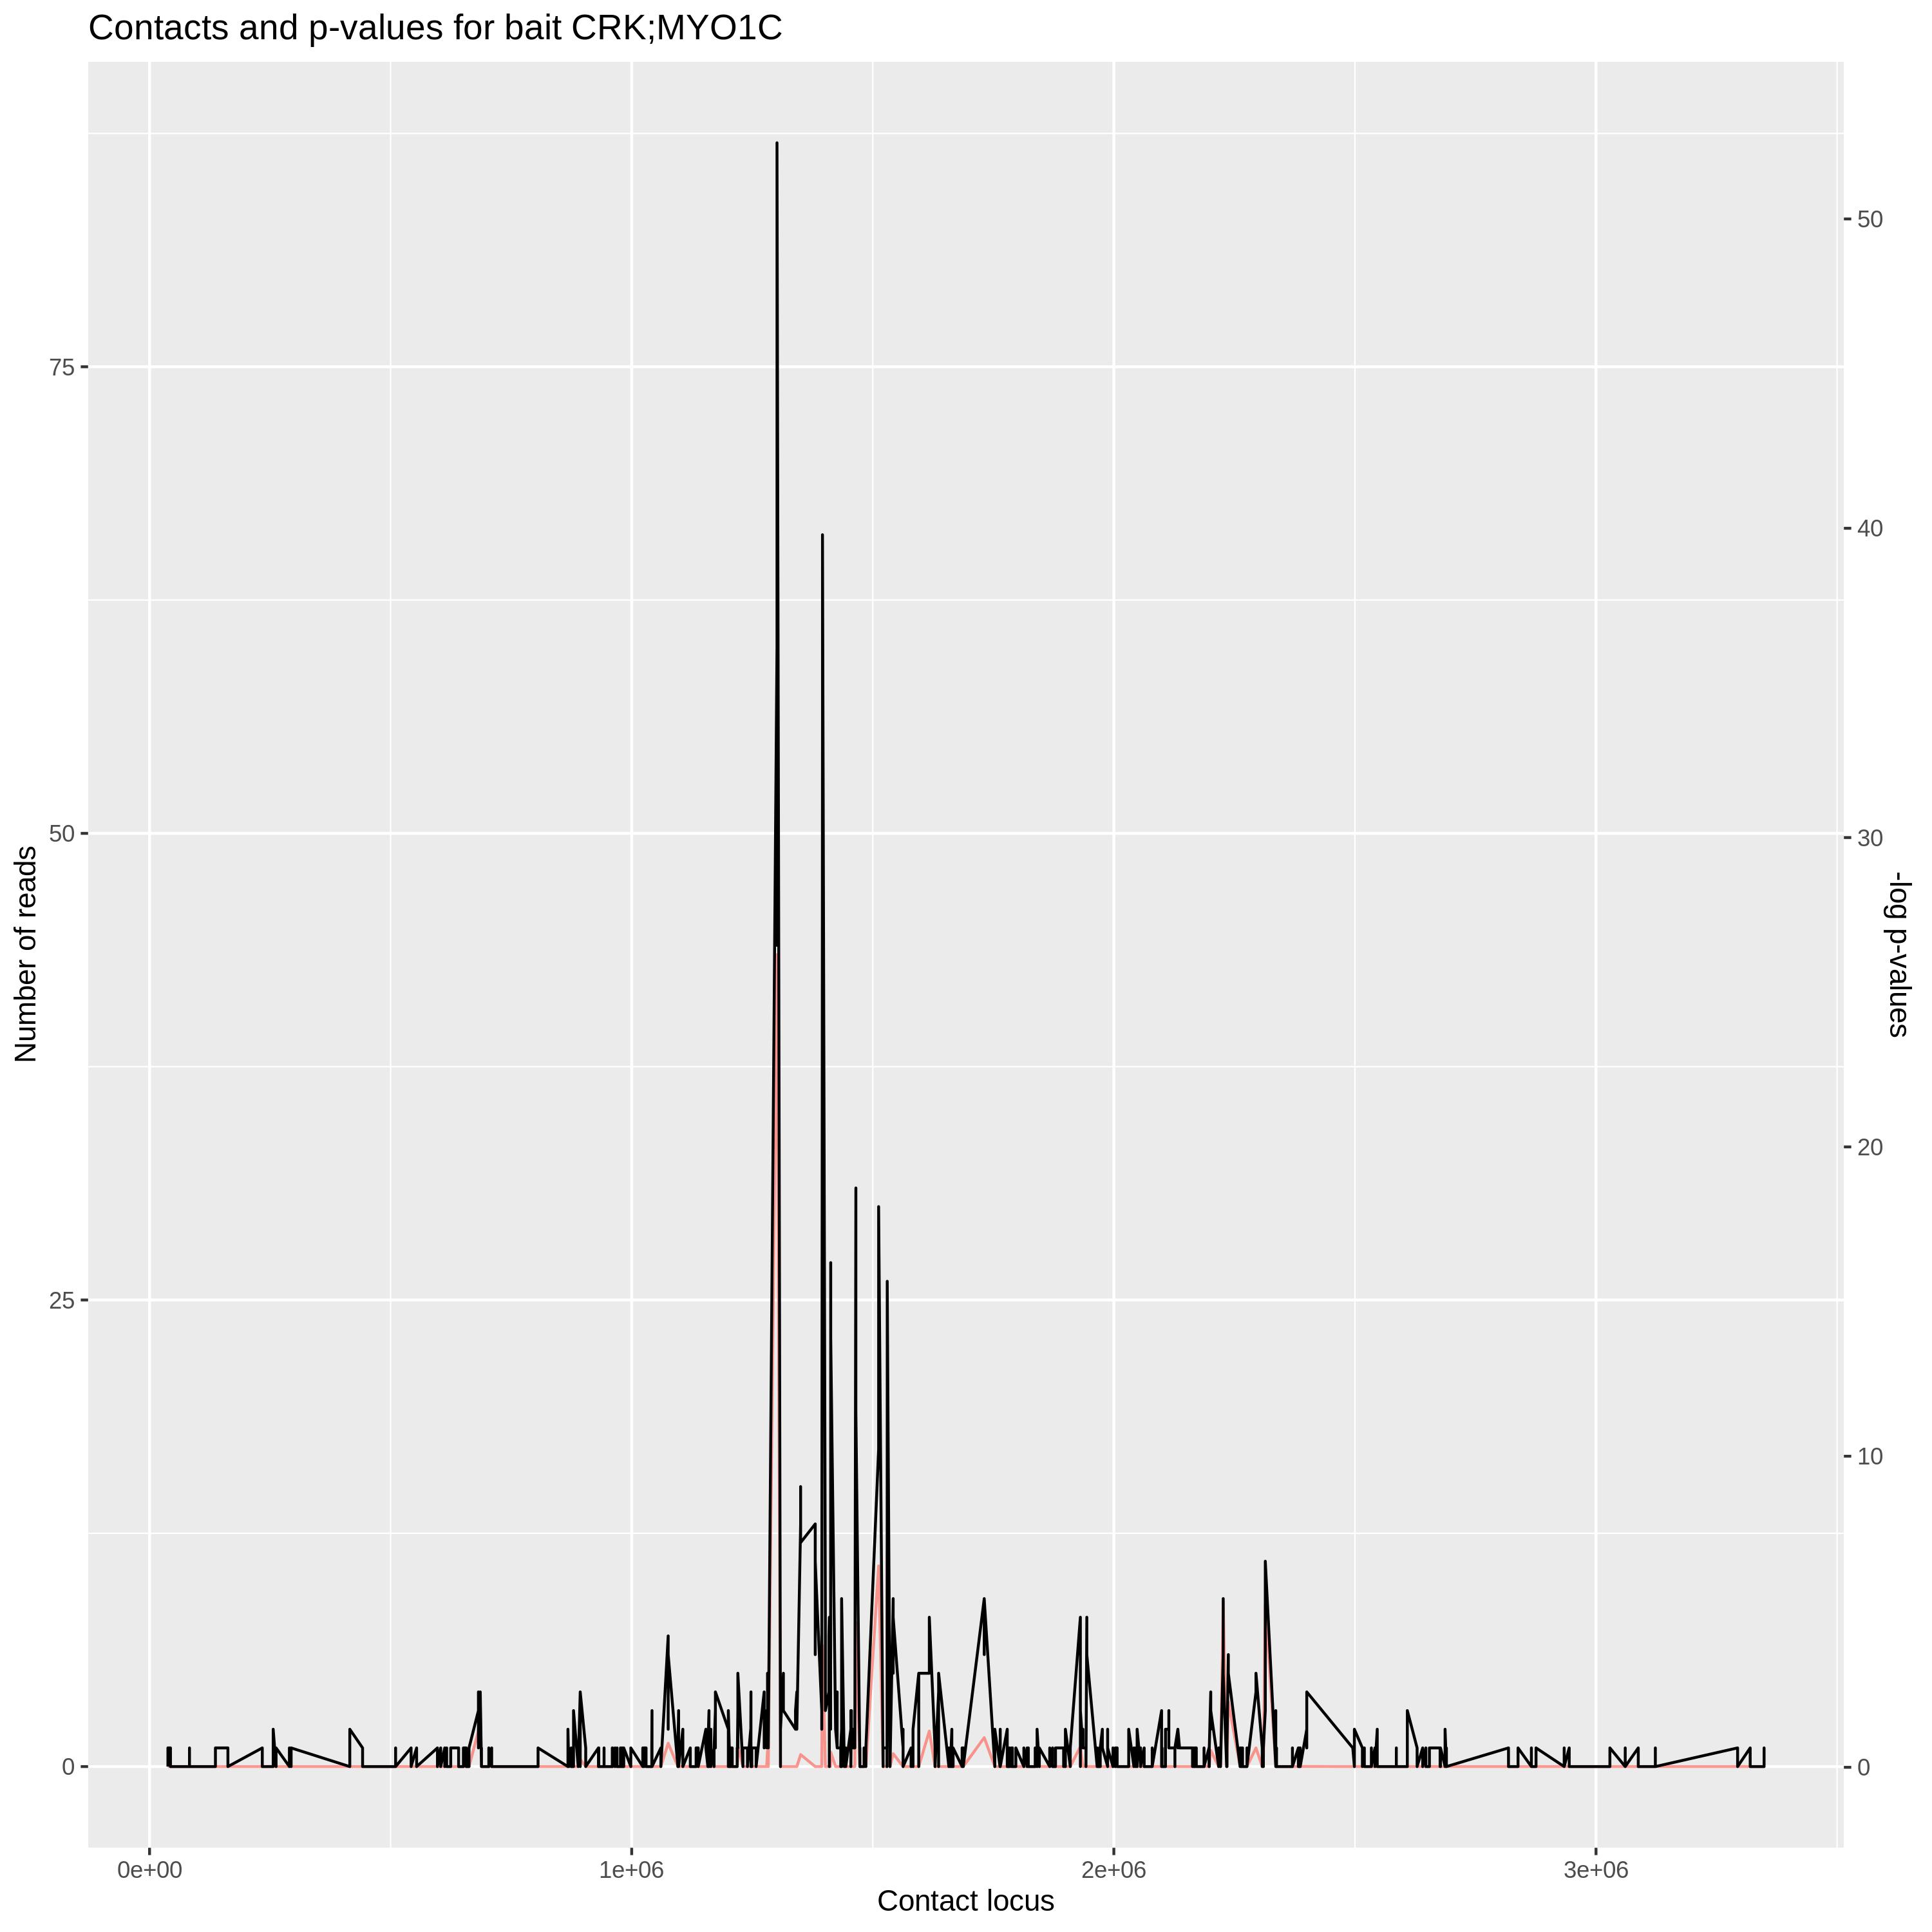 Contacts and p-values for bait CRK;MYO1C
75
50
25
0
Number of reads
50
40
30
20
10
0
-log p-values
0e+00 1e+06 2e+06 3e+06
Contact locus